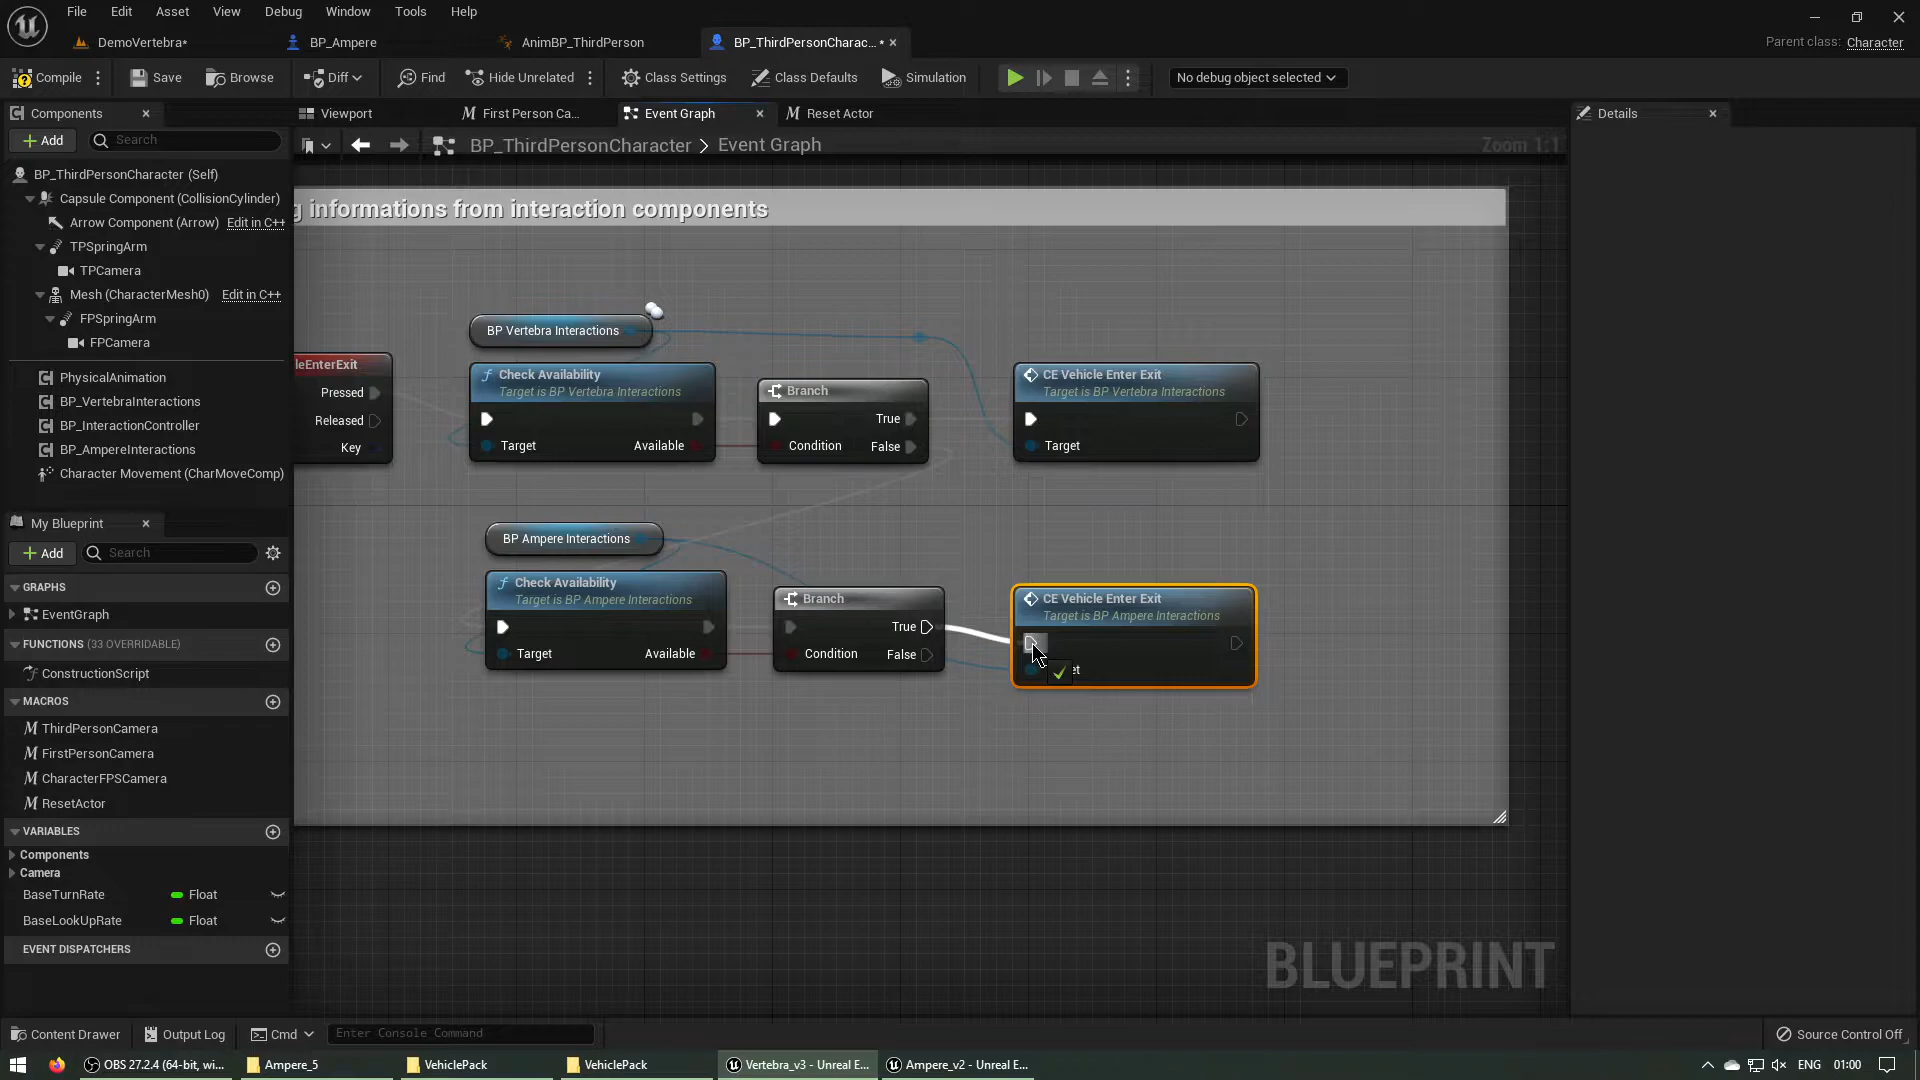 File Edit Asset View Debug Window Tools Help
DemoVertebra* BP_Ampere AnimBP_ThirdPerson BP_ThirdPersonCharac... *
Parent class: Character
Compile Save Browse Diff Find Hide Unrelated Class Settings Class Defaults Simulation No debug object selected
Components Viewport First Person Ca... Event Graph Reset Actor Details
Add Search
BP_ThirdPersonCharacter > Event Graph Zoom 1:1
BP_ThirdPersonCharacter (Self)
Capsule Component (CollisionCylinder)
Arrow Component (Arrow) Edit in C++
TPSpringArm
TPCamera
Mesh (CharacterMesh0) Edit in C++
FPSpringArm
FPCamera
PhysicalAnimation
BP_VertebraInteractions
BP_InteractionController
BP_AmpereInteractions
Character Movement (CharMoveComp)
My Blueprint
Add Search
GRAPHS
EventGraph
FUNCTIONS (33 OVERRIDABLE)
ConstructionScript
MACROS
ThirdPersonCamera
FirstPersonCamera
CharacterFPSCamera
ResetActor
VARIABLES
Components
Camera
BaseTurnRate Float
BaseLookUpRate Float
EVENT DISPATCHERS
g informations from interaction components
leEnterExit
Pressed
Released
Key
BP Vertebra Interactions
Check Availability
Target is BP Vertebra Interactions
Target Available
Branch
True
Condition False
CE Vehicle Enter Exit
Target is BP Vertebra Interactions
Target
BP Ampere Interactions
Check Availability
Target is BP Ampere Interactions
Target Available
Branch
True
Condition False
CE Vehicle Enter Exit
Target is BP Ampere Interactions
et
BLUEPRINT
Content Drawer Output Log Cmd Enter Console Command Source Control Off
OBS 27.2.4 (64-bit, wi... Ampere_5 VehiclePack VehiclePack Vertebra_v3 - Unreal E... Ampere_v2 - Unreal E... ENG 01:00